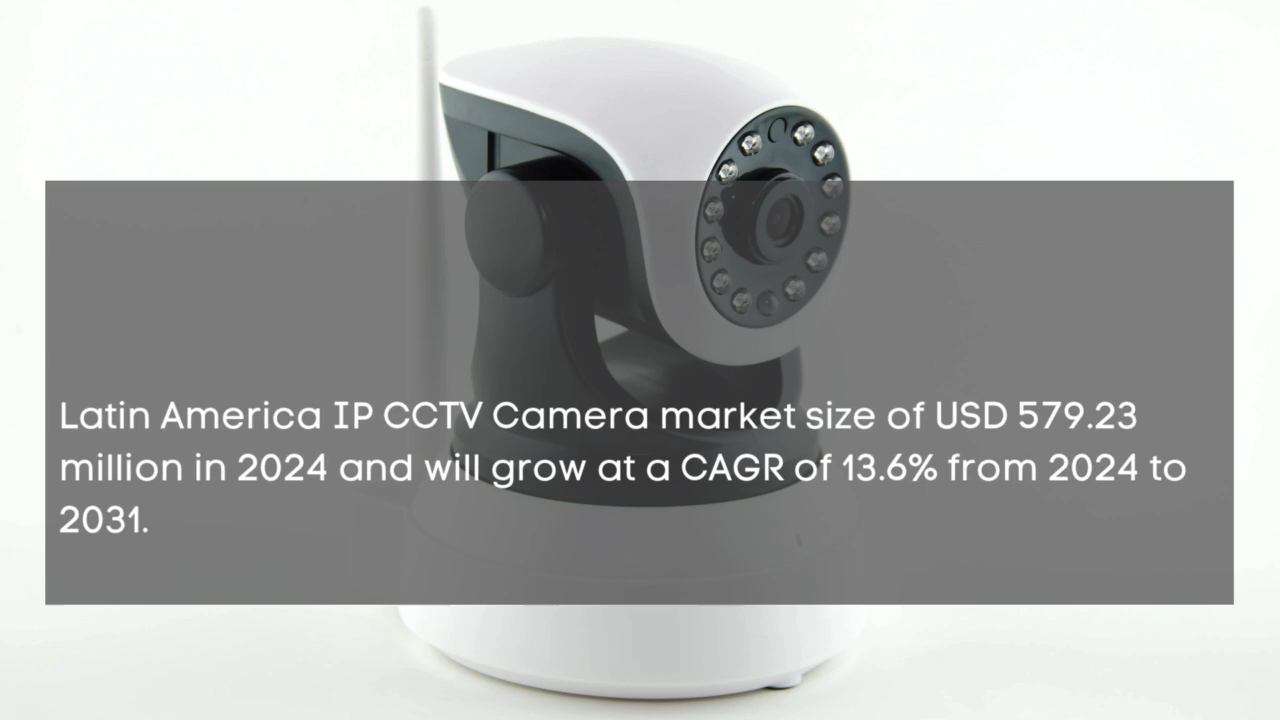 Latin America IP CCTV Camera market size of USD 579.23
million in 2024 and will grow at a CAGR of 13.6% from 2024 to
2031.